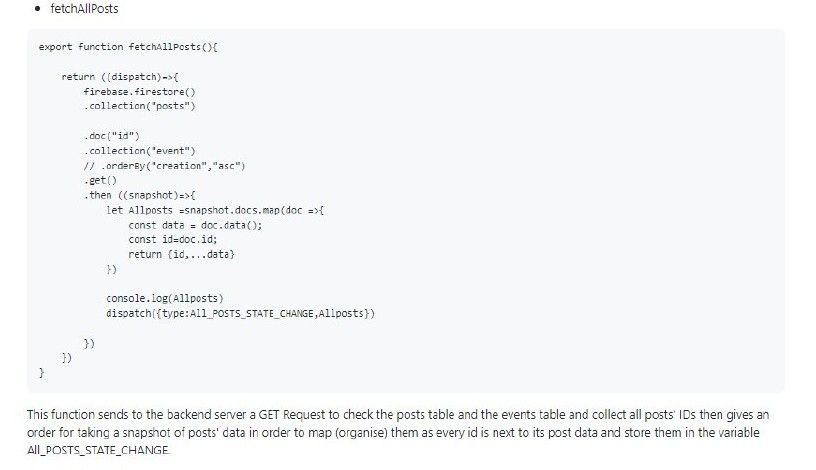 • fetchAllPosts
export function fetchAllPosts(){
return ((dispatch)=>{
firebase.firestore()
.collection("posts")
.doc("id")
.collection("event")
// .orderBy("creation","asc")
.get()
.then ((snapshot)=>{
let Allposts =snapshot.docs.map(doc =>{
const data = doc.data();
const id=doc.id;
return {id,...data}
})
console.log(Allposts)
dispatch({type:All_POSTS_STATE_CHANGE,Allposts})
})
})
}
This function sends to the backend server a GET Request to check the posts table and the events table and collect all posts' IDs then gives an
order for taking a snapshot of posts' data in order to map (organise) them as every id is next to its post data and store them in the variable
All_POSTS_STATE_CHANGE.